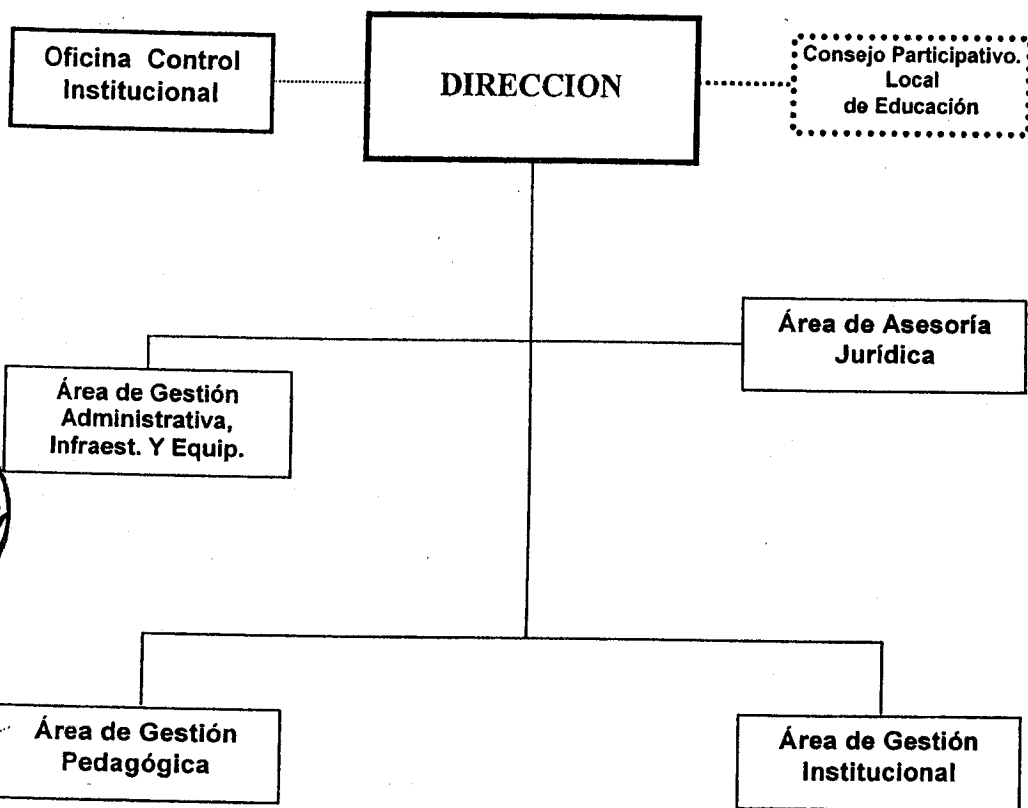 Oficina Control
Institucional
DIRECCION
Consejo Participativo.
Local
de Educación
Área de Asesoría
Jurídica
Área de Gestión
Administrativa,
Infraest. Y Equip.
Área de Gestión
Pedagógica
Área de Gestión
Institucional